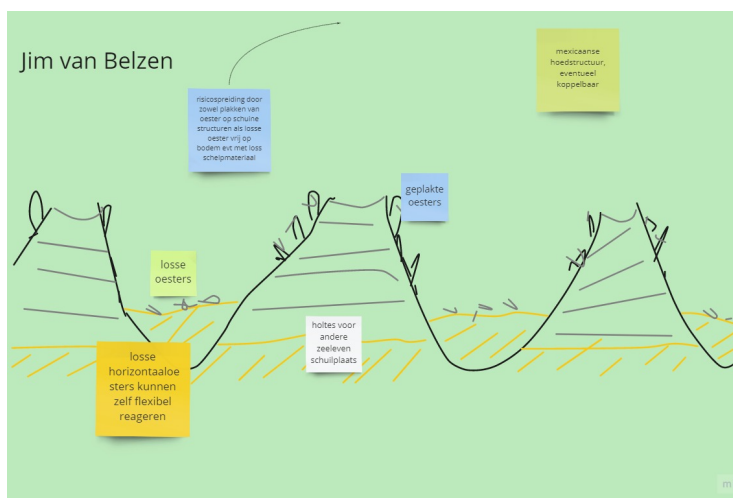 Jim van Belzen
risicospreiding door
zowel plakken van
oester op schuine
structuren als losse
oester vrij op
bodem evt met loss
schelpmateriaal
mexicaanse
hoedstructuur,
eventueel
koppelbaar
geplakte
oesters
losse
oesters
holtes voor
andere
zeeleven
schuilplaats
losse
horizontaaloe
sters kunnen
zelf flexibel
reageren
m